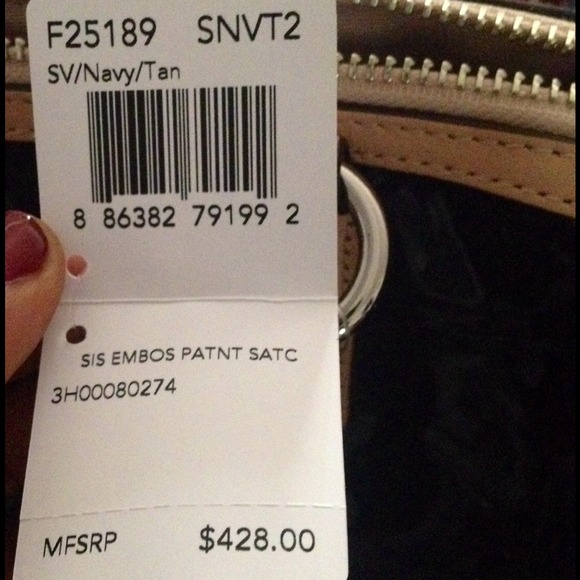 F25189 SNVT2
SV/Navy/Tan
8 86382 79199 2
SIS EMBOS PATNT SATC
3H00080274
MFSRP $428.00